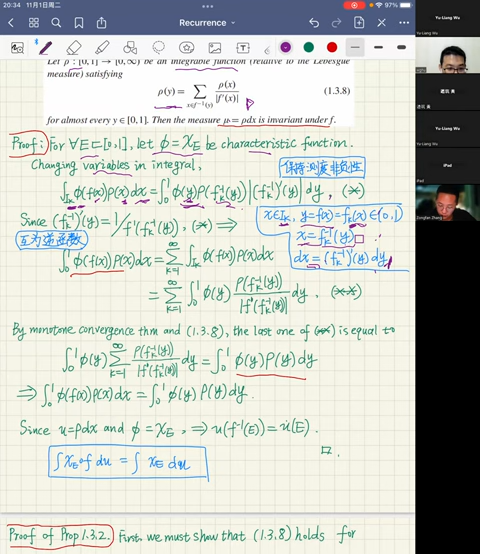 20:34 11月1日周二
97%
Recurrence
Let ρ : [0,1] → [0,∞) be an integrable function (relative to the Lebesgue
measure) satisfying
ρ(y) = ∑_{x∈f⁻¹(y)} ρ(x)/|f'(x)| (1.3.8)
for almost every y ∈ [0,1]. Then the measure μ = ρdx is invariant under f.
Proof: For ∀E⊏[0,1], let φ = χ_E be characteristic function.
Changing variables in integral,
保持测度非负性
∫_{I_k} φ(f(x))ρ(x)dx = ∫_0^1 φ(y)ρ(f_k^{-1}(y))|(f_k^{-1})'(y)|dy, (*)
Since (f_k^{-1})'(y) = 1/f'(f_k^{-1}(y)), (*) ⟹
互为逆函数
x∈I_k, y=f(x)=f_k(x)∈(0,1)
x=f_k^{-1}(y)
dx=(f_k^{-1})'(y)dy
∫_0^1 φ(f(x))ρ(x)dx = ∑_{k=1}^∞ ∫_{I_k} φ(f(x))ρ(x)dx
= ∑_{k=1}^∞ ∫_0^1 φ(y) ρ(f_k^{-1}(y))/|f'(f_k^{-1}(y))| dy, (**)
By monotone convergence thm and (1.3.8), the last one of (**) is equal to
∫_0^1 φ(y) ∑_{k=1}^∞ ρ(f_k^{-1}(y))/|f'(f_k^{-1}(y))| dy = ∫_0^1 φ(y)ρ(y)dy
⟹ ∫_0^1 φ(f(x))ρ(x)dx = ∫_0^1 φ(y)ρ(y)dy.
Since u=ρdx and φ=χ_E, ⟹ u(f⁻¹(E)) = u(E).
∫χ_E∘f du = ∫χ_E du
Proof of Prop 1.3.2. First, we must show that (1.3.8) holds for
Yu-Liang Wu
Yu-Liang Wu
iPad
iPad